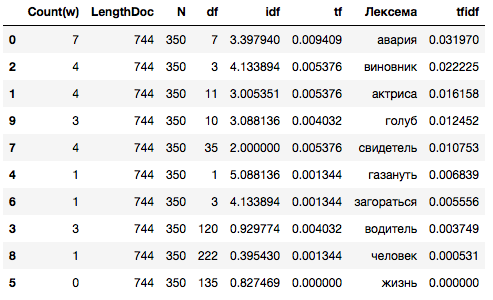 Count(w) LengthDoc N df idf tf Лексема tfidf
0 7 744 350 7 3.397940 0.009409 авария 0.031970
2 4 744 350 3 4.133894 0.005376 виновник 0.022225
1 4 744 350 11 3.005351 0.005376 актриса 0.016158
9 3 744 350 10 3.088136 0.004032 голуб 0.012452
7 4 744 350 35 2.000000 0.005376 свидетель 0.010753
4 1 744 350 1 5.088136 0.001344 газануть 0.006839
6 1 744 350 3 4.133894 0.001344 загораться 0.005556
3 3 744 350 120 0.929774 0.004032 водитель 0.003749
8 1 744 350 222 0.395430 0.001344 человек 0.000531
5 0 744 350 135 0.827469 0.000000 жизнь 0.000000